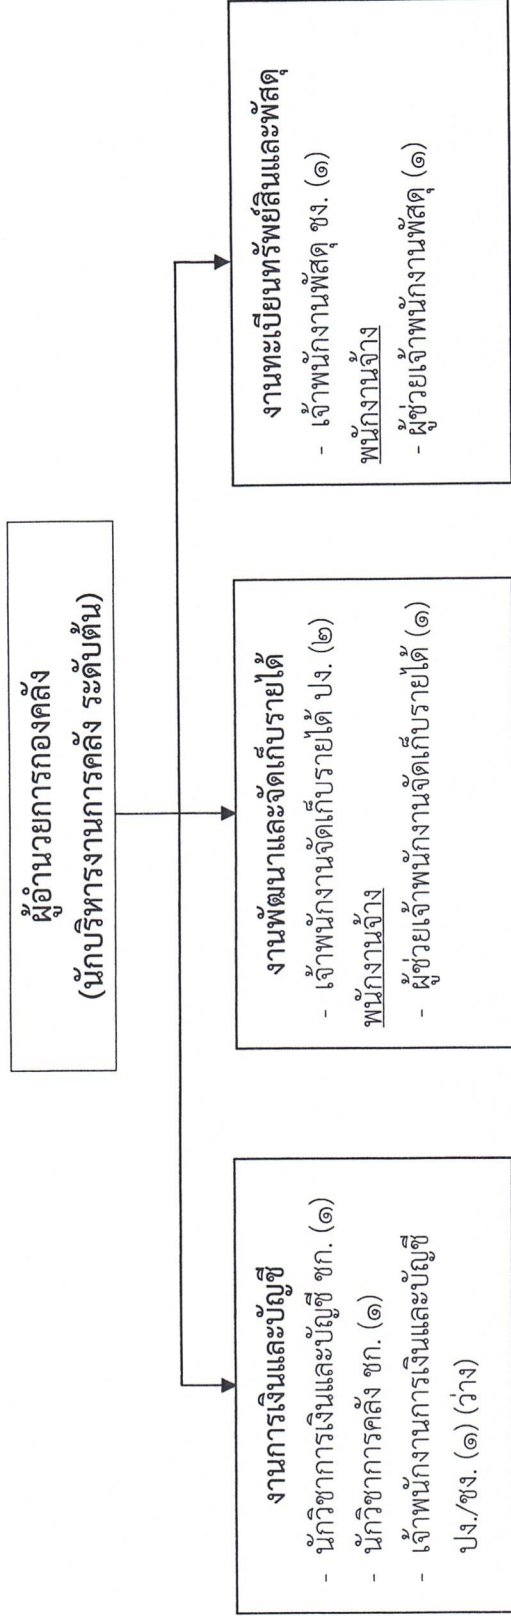 ผู้อำนวยการกองคลัง
(นักบริหารงานการคลัง ระดับต้น)
งานการเงินและบัญชี
- นักวิชาการเงินและบัญชี ชก. (๑)
- นักวิชาการคลัง ชก. (๑)
- เจ้าพนักงานการเงินและบัญชี
ปง./ชง. (๑) (ว่าง)
งานพัฒนาและจัดเก็บรายได้
- เจ้าพนักงานจัดเก็บรายได้ ปง. (๒)
พนักงานจ้าง
- ผู้ช่วยเจ้าพนักงานจัดเก็บรายได้ (๑)
งานทะเบียนทรัพย์สินและพัสดุ
- เจ้าพนักงานพัสดุ ชง. (๑)
พนักงานจ้าง
- ผู้ช่วยเจ้าพนักงานพัสดุ (๑)